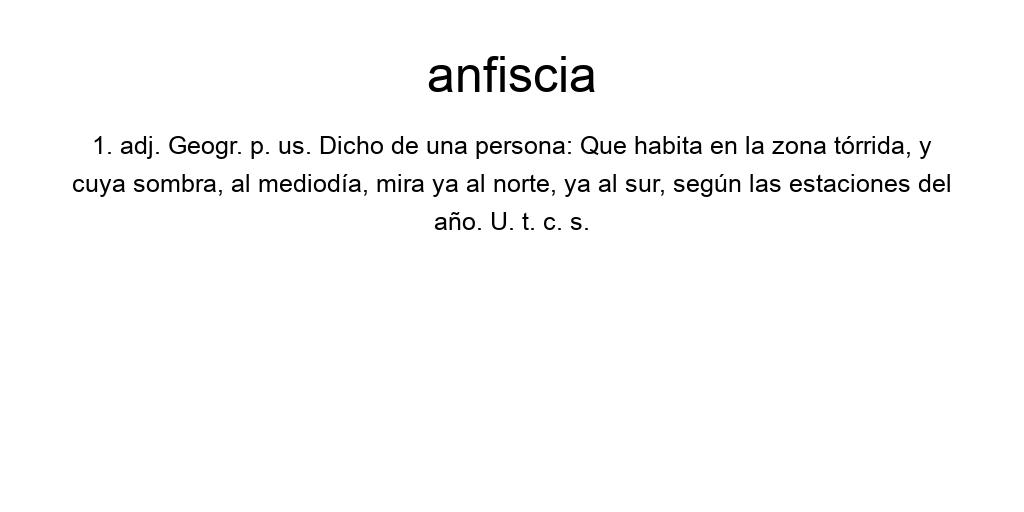 anfiscia
1. adj. Geogr. p. us. Dicho de una persona: Que habita en la zona tórrida, y
cuya sombra, al mediodía, mira ya al norte, ya al sur, según las estaciones del
año. U. t. c. s.